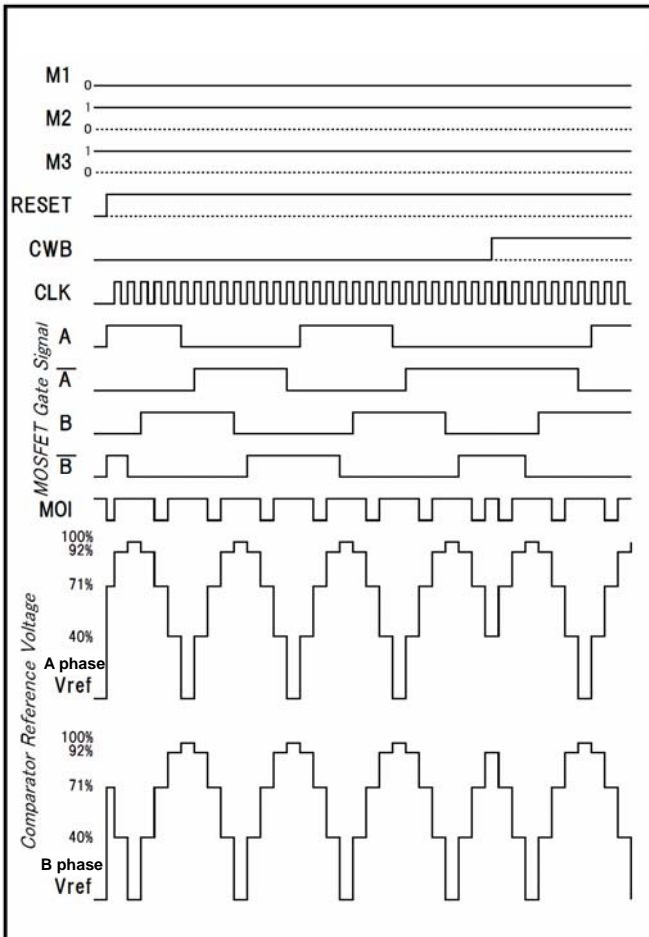 M1 0
1
M2
0
1
M3
0
RESET
CWB
CLK
MOSFET Gate Signal
A
A̅
B
B̅
MOI
Comparator Reference Voltage
100%
92%
71%
40%
A phase
Vref
100%
92%
71%
40%
B phase
Vref